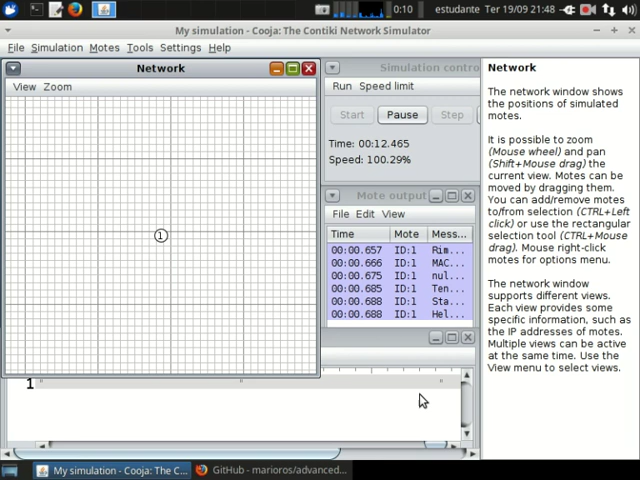 0:10 estudante Ter 19/09 21:48
My simulation - Cooja: The Contiki Network Simulator
File Simulation Motes Tools Settings Help
Network
View Zoom
1
Simulation contro
Run Speed limit
Start Pause Step
Time: 00:12.465
Speed: 100.29%
Mote output
File Edit View
Time Mote Mess...
00:00.657 ID:1 Rim...
00:00.666 ID:1 MAC...
00:00.675 ID:1 nul...
00:00.685 ID:1 Ten...
00:00.688 ID:1 Sta...
00:00.688 ID:1 Hel...
1
Network
The network window shows
the positions of simulated
motes.
It is possible to zoom
(Mouse wheel) and pan
(Shift+Mouse drag) the
current view. Motes can be
moved by dragging them.
You can add/remove motes
to/from selection (CTRL+Left
click) or use the rectangular
selection tool (CTRL+Mouse
drag). Mouse right-click
motes for options menu.
The network window
supports different views.
Each view provides some
specific information, such as
the IP addresses of motes.
Multiple views can be
active at the same time. Use the
View menu to select views.
My simulation - Cooja: The C...
GitHub - marioros/advanced...